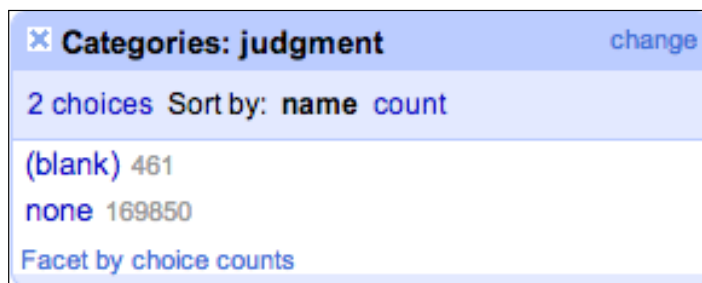 Categories: judgment change
2 choices Sort by: name count
(blank) 461
none 169850
Facet by choice counts